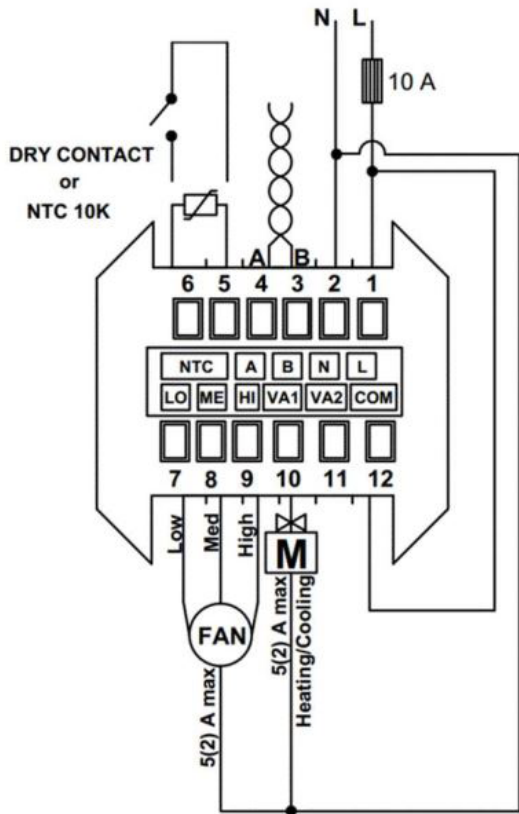 N L
10 A
DRY CONTACT
or
NTC 10K
A B
6 5 4 3 2 1
NTC A B N L
LO ME HI VA1 VA2 COM
7 8 9 10 11 12
Low
Med
High
M
FAN
5(2) A max
5(2) A max
Heating/Cooling